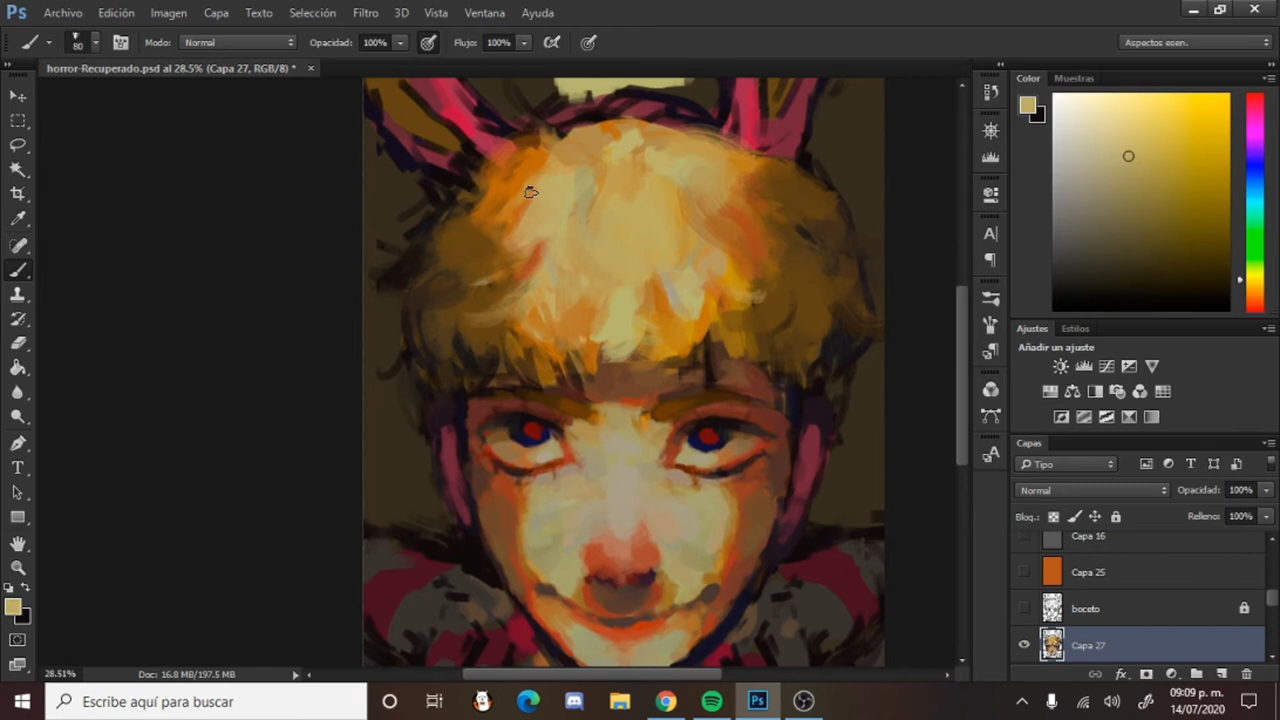 Ps Archivo Edición Imagen Capa Texto Selección Filtro 3D Vista Ventana Ayuda
80 Modo: Normal Opacidad: 100% Flujo: 100% Aspectos esen.
horror-Recuperado.psd al 28.5% (Capa 27, RGB/8) *
Color Muestras
Ajustes Estilos
Añadir un ajuste
Capas
Tipo
Normal Opacidad: 100%
Bloq.: Relleno: 100%
Capa 16
Capa 25
boceto
Capa 27
28.51% Doc: 16.8 MB/197.5 MB
Escribe aquí para buscar
Ps
09:09 p. m.
14/07/2020